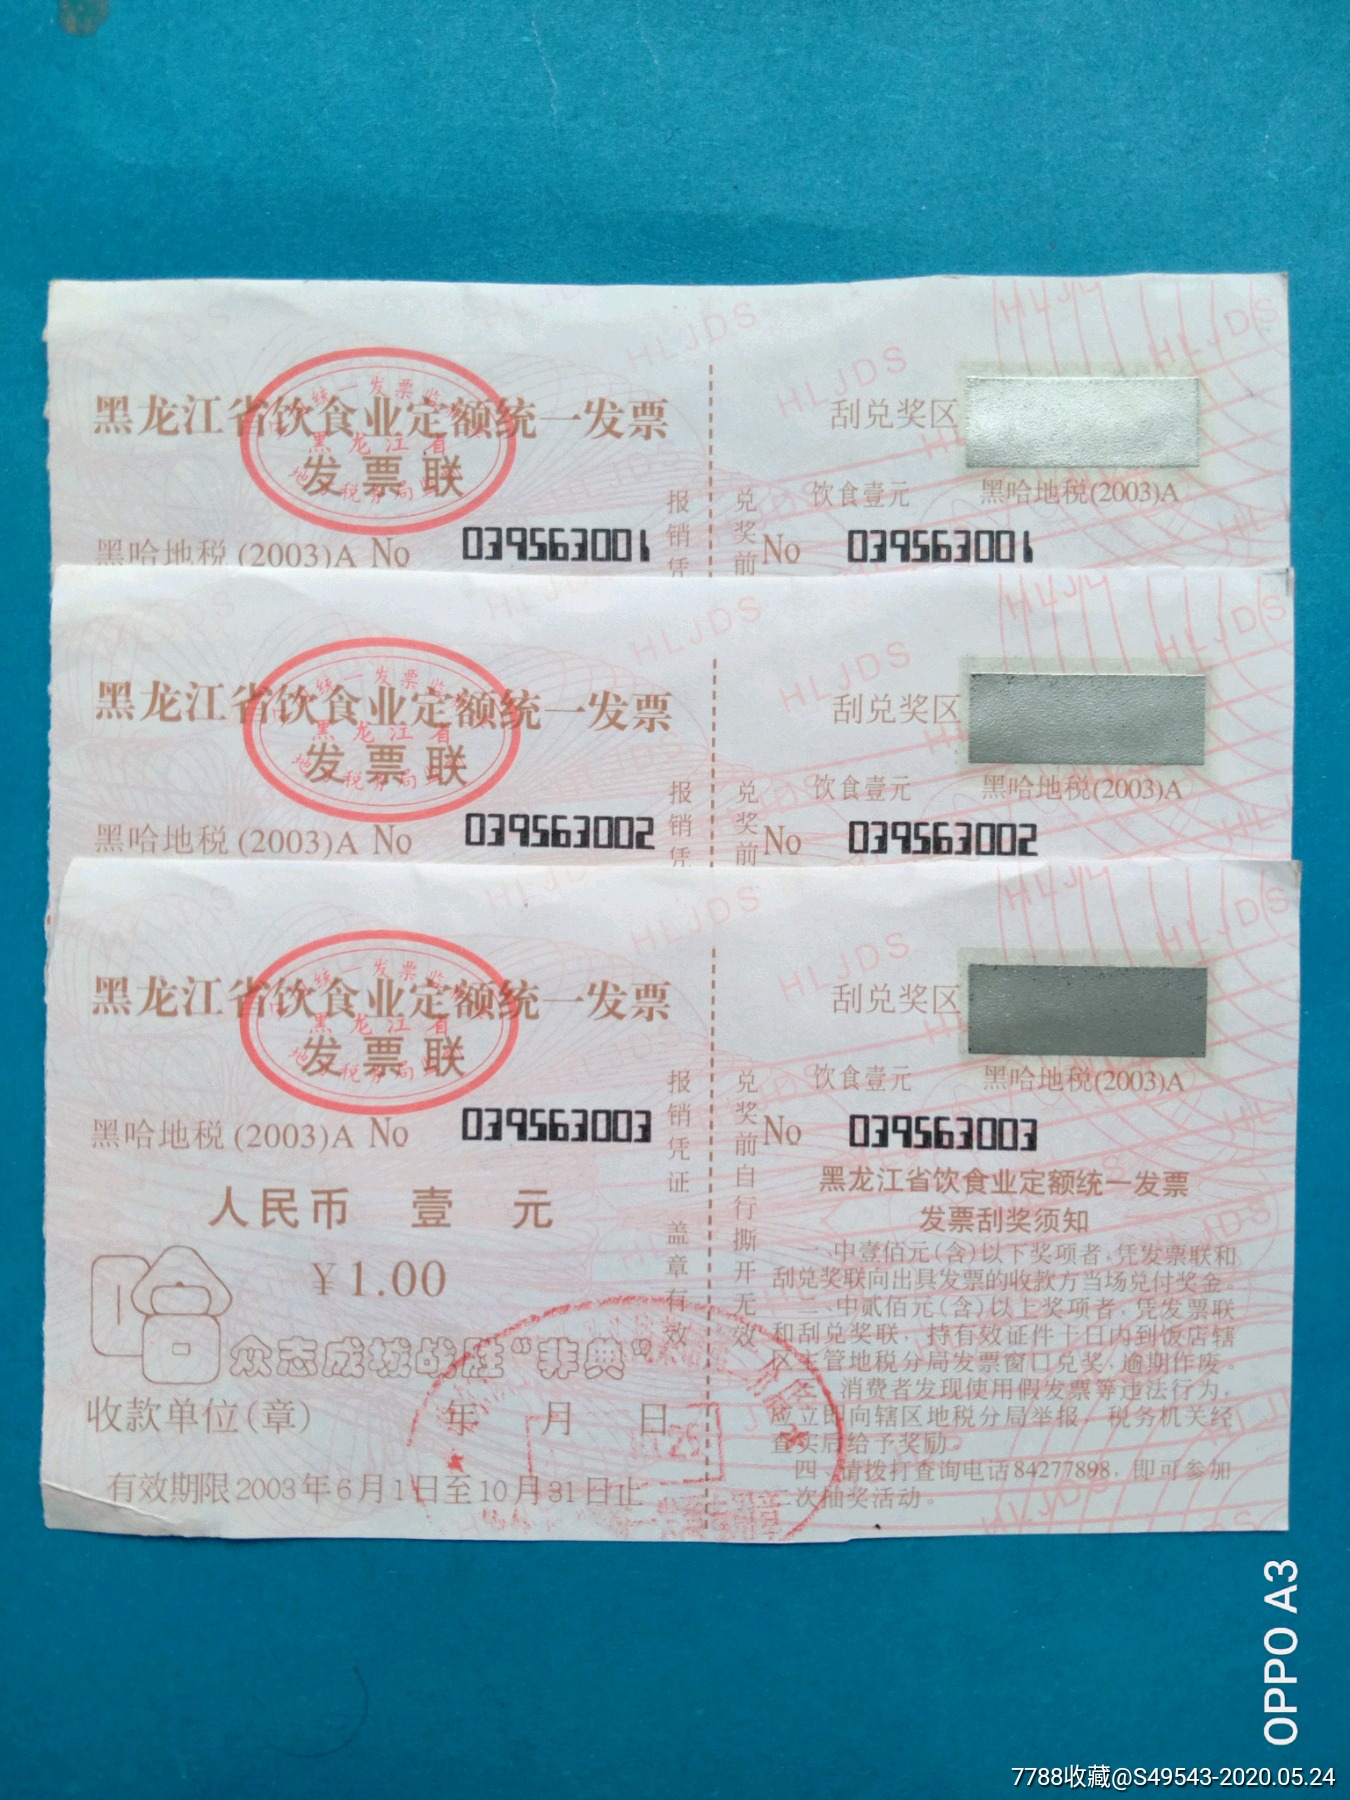 黑龙江省饮食业定额统一发票
发票联
黑哈地税(2003)A No 039563001
报销凭
兑奖前
刮兑奖区
饮食壹元 黑哈地税(2003)A
No 039563001
黑龙江省饮食业定额统一发票
发票联
黑哈地税(2003)A No 039563002
报销凭
兑奖前
刮兑奖区
饮食壹元 黑哈地税(2003)A
No 039563002
黑龙江省饮食业定额统一发票
发票联
黑龙江省
黑哈地税(2003)A No 039563003
人民币 壹 元
¥1.00
众志成城战胜“非典”
收款单位(章) 年 月 日
有效期限2003年6月1日至10月31日止
报销凭证 盖章有效
兑奖前自行撕开无效
刮兑奖区
饮食壹元 黑哈地税(2003)A
No 039563003
黑龙江省饮食业定额统一发票
发票刮奖须知
一、中壹佰元(含)以下奖项者,凭发票联和
刮兑奖联向出具发票的收款方当场兑付奖金。
二、中贰佰元(含)以上奖项者,凭发票联
和刮兑奖联,持有效证件十日内到饭店辖
区主管地税分局发票窗口兑奖,逾期作废。
消费者发现使用假发票等违法行为,
应立即向辖区地税分局举报,税务机关经
查实后给予奖励。
四、请拨打查询电话84277898,即可参加
二次抽奖活动。
HLJDS
OPPO A3
7788收藏@S49543-2020.05.24